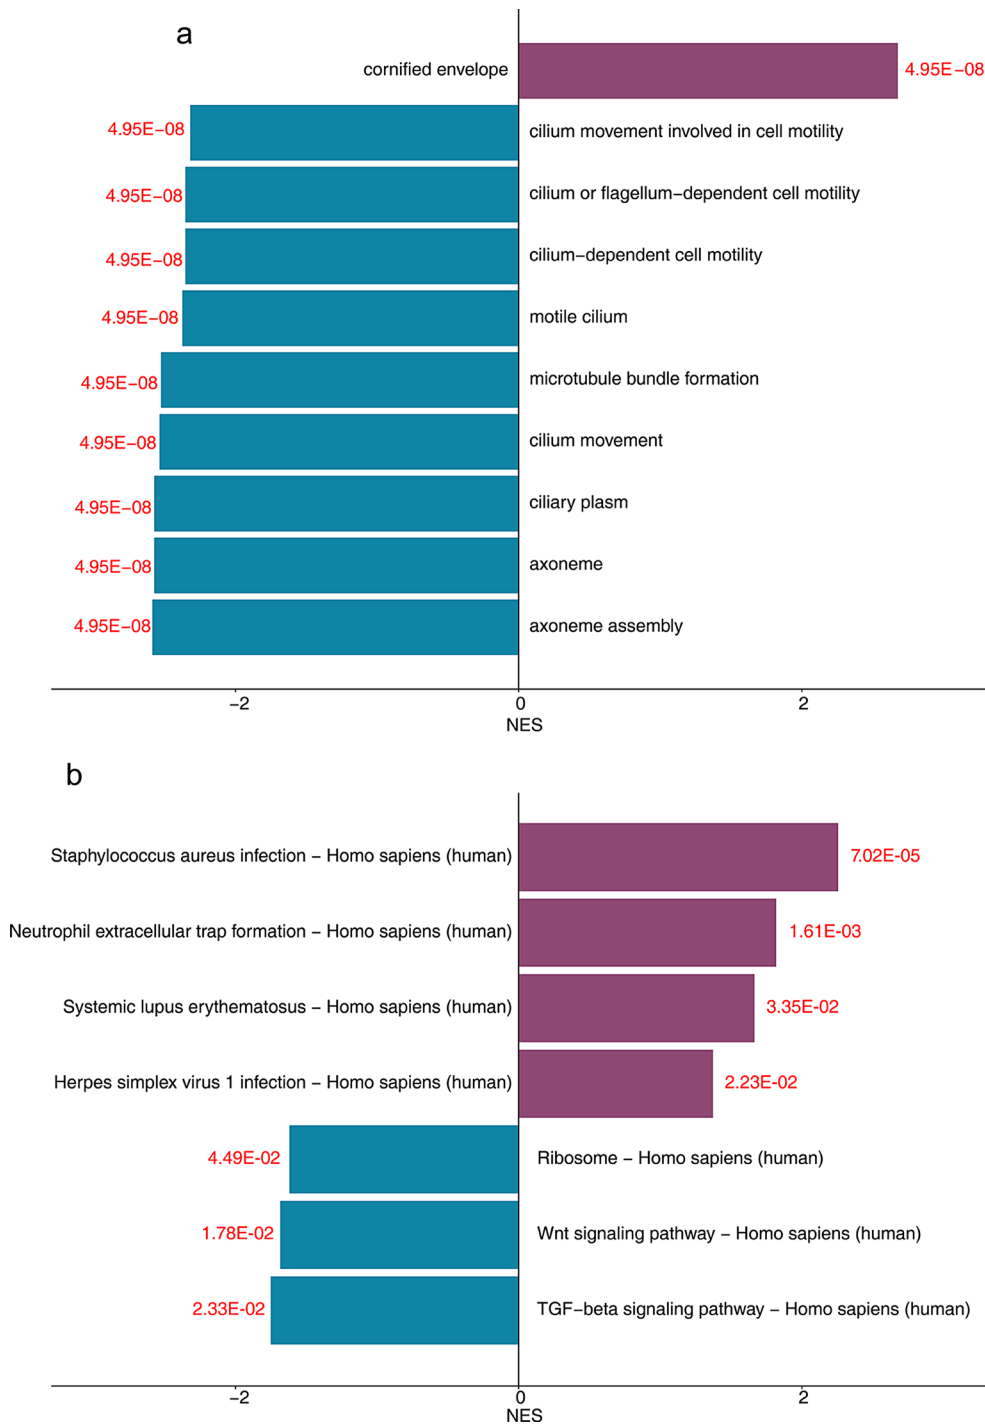 a
cornified envelope 4.95E−08
4.95E−08 cilium movement involved in cell motility
4.95E−08 cilium or flagellum−dependent cell motility
4.95E−08 cilium−dependent cell motility
4.95E−08 motile cilium
4.95E−08 microtubule bundle formation
4.95E−08 cilium movement
4.95E−08 ciliary plasm
4.95E−08 axoneme
4.95E−08 axoneme assembly
−2 0 2
NES
b
Staphylococcus aureus infection − Homo sapiens (human) 7.02E-05
Neutrophil extracellular trap formation − Homo sapiens (human) 1.61E-03
Systemic lupus erythematosus − Homo sapiens (human) 3.35E-02
Herpes simplex virus 1 infection − Homo sapiens (human) 2.23E-02
4.49E-02 Ribosome − Homo sapiens (human)
1.78E-02 Wnt signaling pathway − Homo sapiens (human)
2.33E-02 TGF−beta signaling pathway − Homo sapiens (human)
−2 0 2
NES